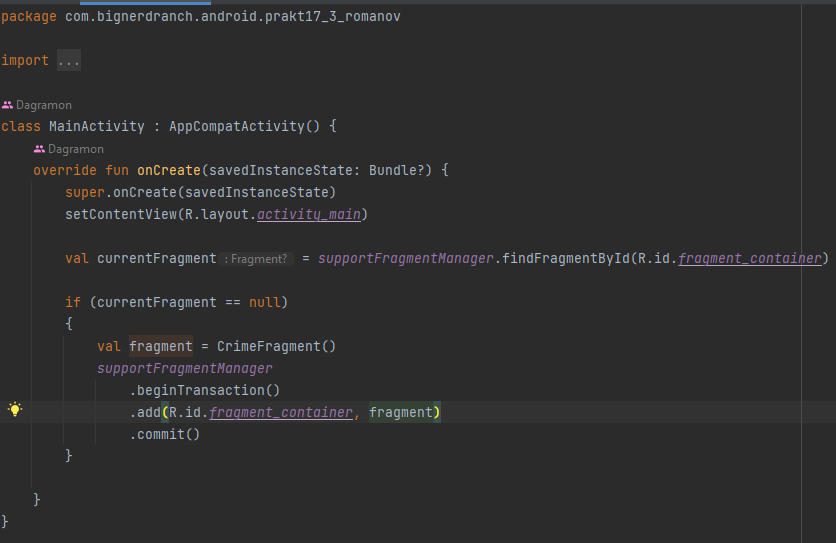 package com.bignerdranch.android.prakt17_3_romanov
import ...
Dagramon
class MainActivity : AppCompatActivity() {
Dagramon
override fun onCreate(savedInstanceState: Bundle?) {
super.onCreate(savedInstanceState)
setContentView(R.layout.activity_main)
val currentFragment : Fragment? = supportFragmentManager.findFragmentById(R.id.fragment_container)
if (currentFragment == null)
{
val fragment = CrimeFragment()
supportFragmentManager
.beginTransaction()
.add(R.id.fragment_container, fragment)
.commit()
}
}
}